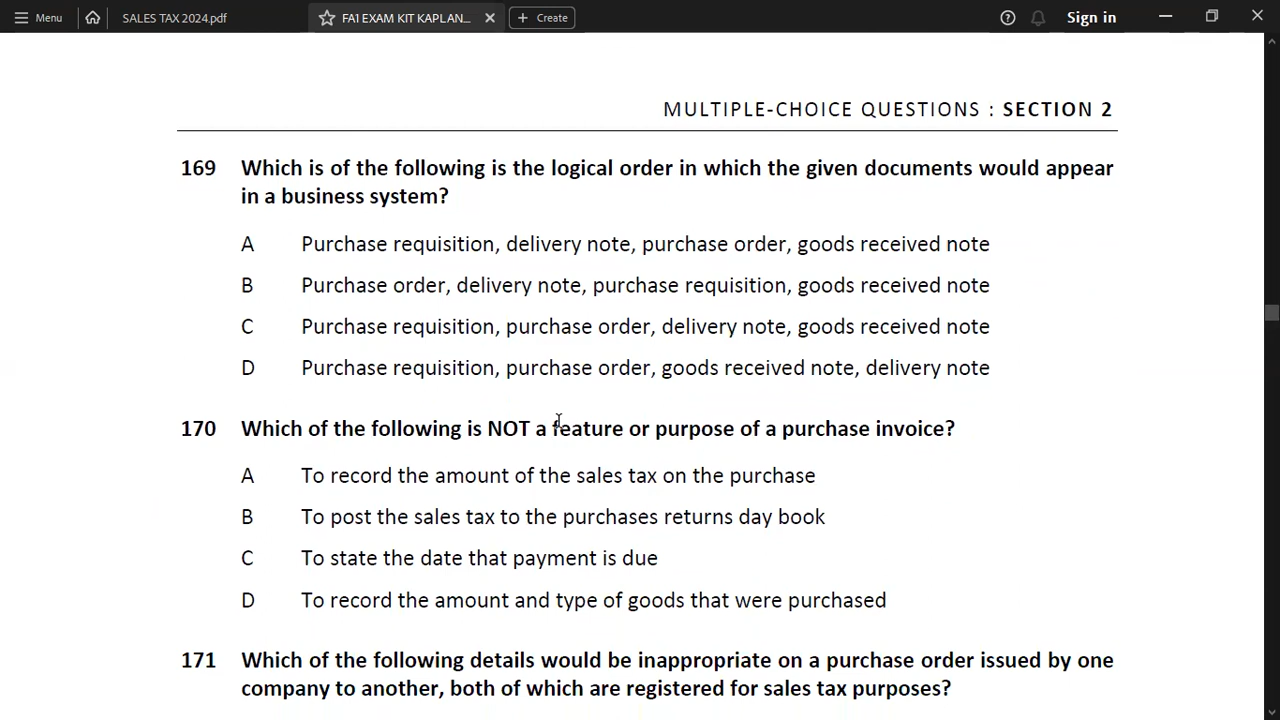 Menu
SALES TAX 2024.pdf
FA1 EXAM KIT KAPLAN...
Create
Sign in
MULTIPLE-CHOICE QUESTIONS : SECTION 2
169 Which is of the following is the logical order in which the given documents would appear
in a business system?
A Purchase requisition, delivery note, purchase order, goods received note
B Purchase order, delivery note, purchase requisition, goods received note
C Purchase requisition, purchase order, delivery note, goods received note
D Purchase requisition, purchase order, goods received note, delivery note
170 Which of the following is NOT a feature or purpose of a purchase invoice?
A To record the amount of the sales tax on the purchase
B To post the sales tax to the purchases returns day book
C To state the date that payment is due
D To record the amount and type of goods that were purchased
171 Which of the following details would be inappropriate on a purchase order issued by one
company to another, both of which are registered for sales tax purposes?